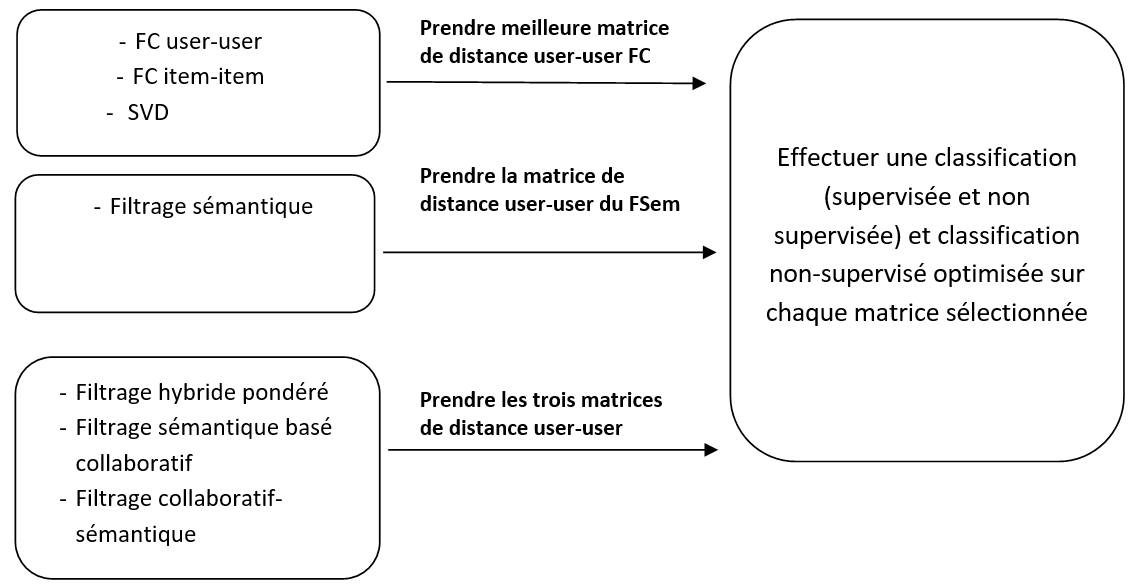 - FC user-user
- FC item-item
- SVD
Prendre meilleure matrice
de distance user-user FC
- Filtrage sémantique
Prendre la matrice de
distance user-user du FSem
- Filtrage hybride pondéré
- Filtrage sémantique basé
collaboratif
- Filtrage collaboratif-
sémantique
Prendre les trois matrices
de distance user-user
Effectuer une classification
(supervisée et non
supervisée) et classification
non-supervisé optimisée sur
chaque matrice sélectionnée